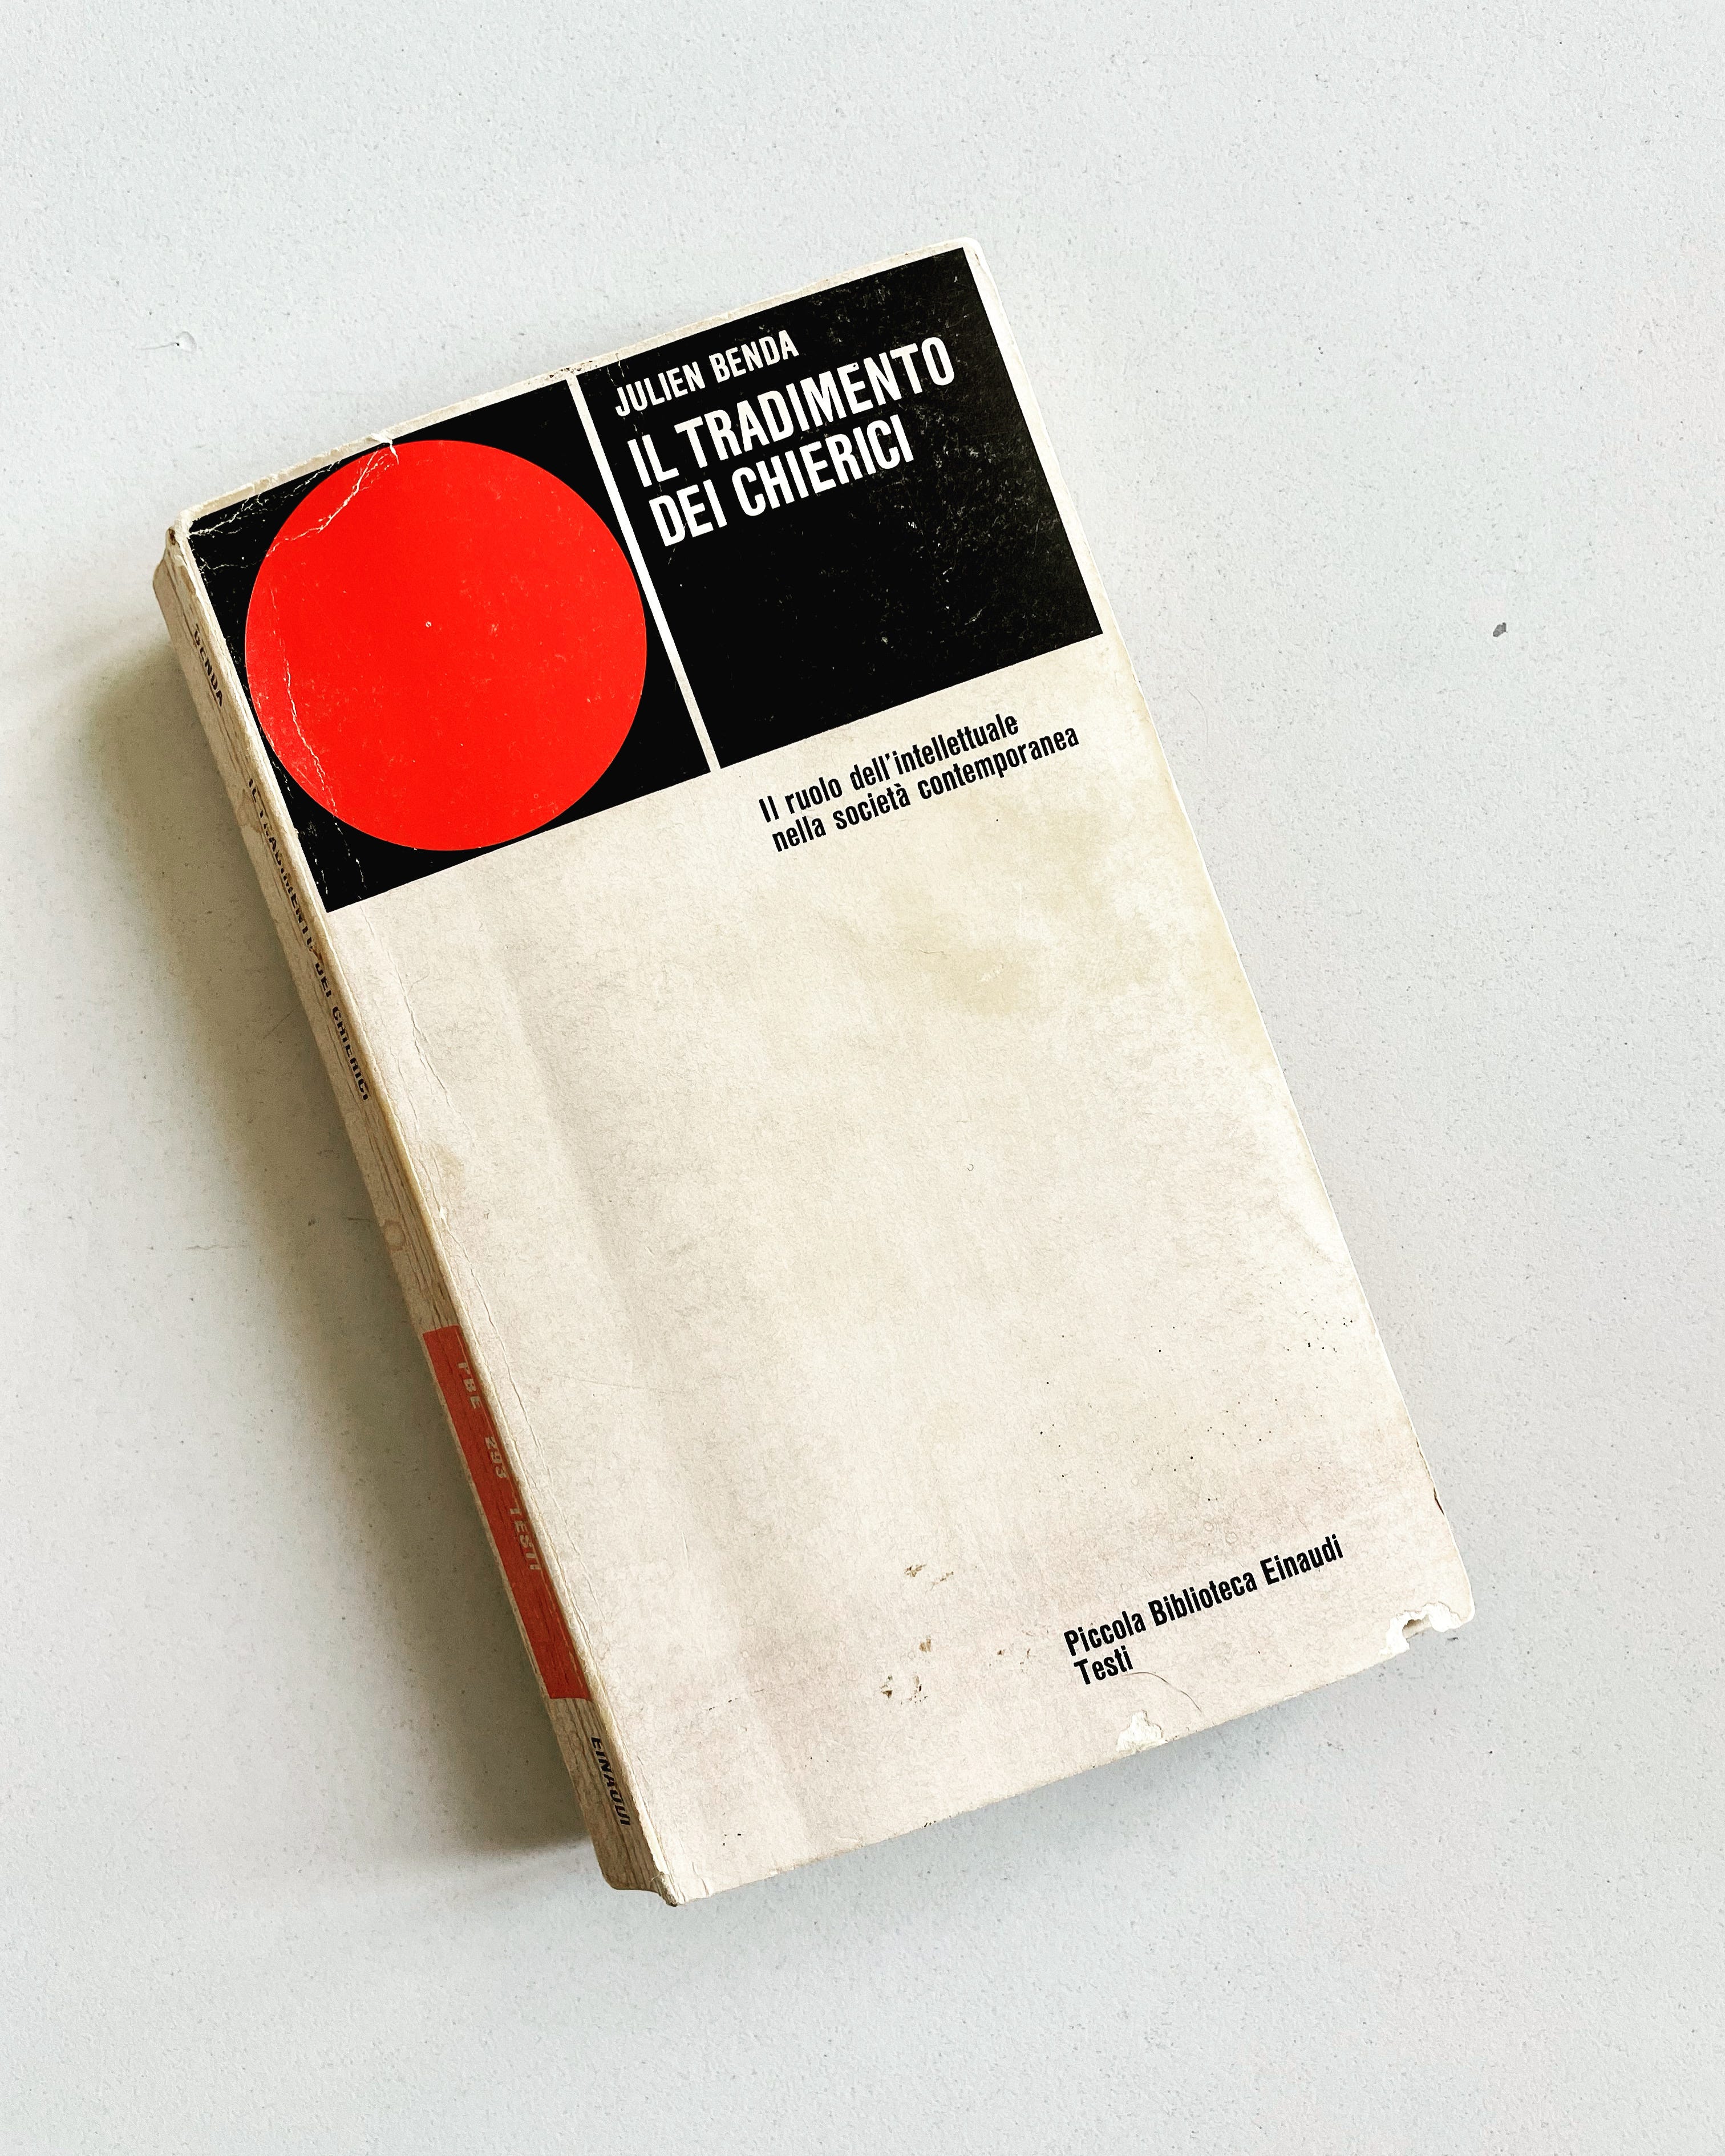 JULIEN BENDA
IL TRADIMENTO
DEI CHIERICI
Il ruolo dell'intellettuale
nella società contemporanea
Piccola Biblioteca Einaudi
Testi
BENDA
IL TRADIMENTO DEI CHIERICI
PBE 293 TESTI
EINAUDI